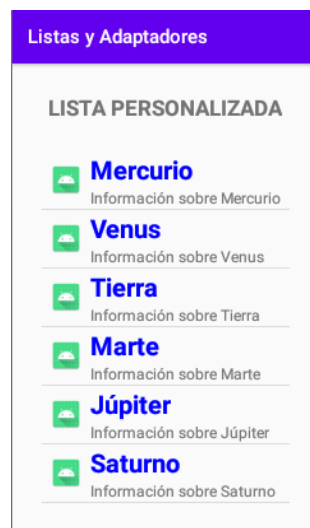 Listas y Adaptadores
LISTA PERSONALIZADA
Mercurio
Información sobre Mercurio
Venus
Información sobre Venus
Tierra
Información sobre Tierra
Marte
Información sobre Marte
Júpiter
Información sobre Júpiter
Saturno
Información sobre Saturno